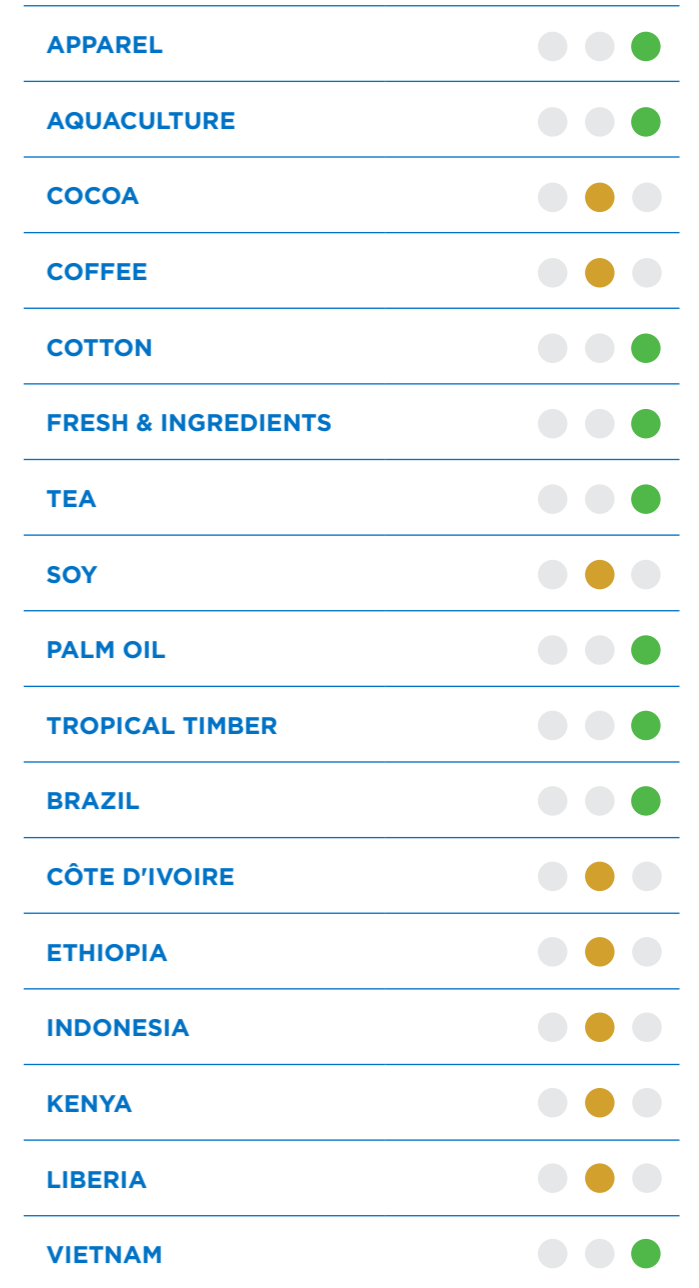 APPAREL
AQUACULTURE
COCOA
COFFEE
COTTON
FRESH & INGREDIENTS
TEA
SOY
PALM OIL
TROPICAL TIMBER
BRAZIL
CÔTE D'IVOIRE
ETHIOPIA
INDONESIA
KENYA
LIBERIA
VIETNAM